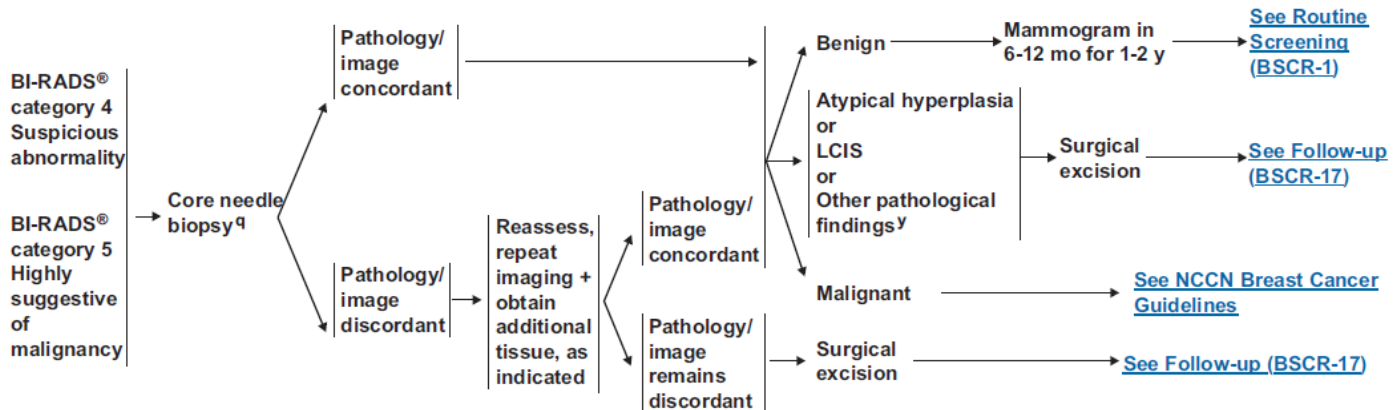 BI-RADS®
category 4
Suspicious
abnormality
BI-RADS®
category 5
Highly
suggestive
of
malignancy
Core needle
biopsyq
Pathology/
image
concordant
Pathology/
image
discordant
Reassess,
repeat
imaging +
obtain
additional
tissue, as
indicated
Pathology/
image
concordant
Pathology/
image
remains
discordant
Benign
Mammogram in
6-12 mo for 1-2 y
See Routine
Screening
(BSCR-1)
Atypical hyperplasia
or
LCIS
or
Other pathological
findingsy
Surgical
excision
See Follow-up
(BSCR-17)
Malignant
See NCCN Breast Cancer
Guidelines
Surgical
excision
See Follow-up (BSCR-17)